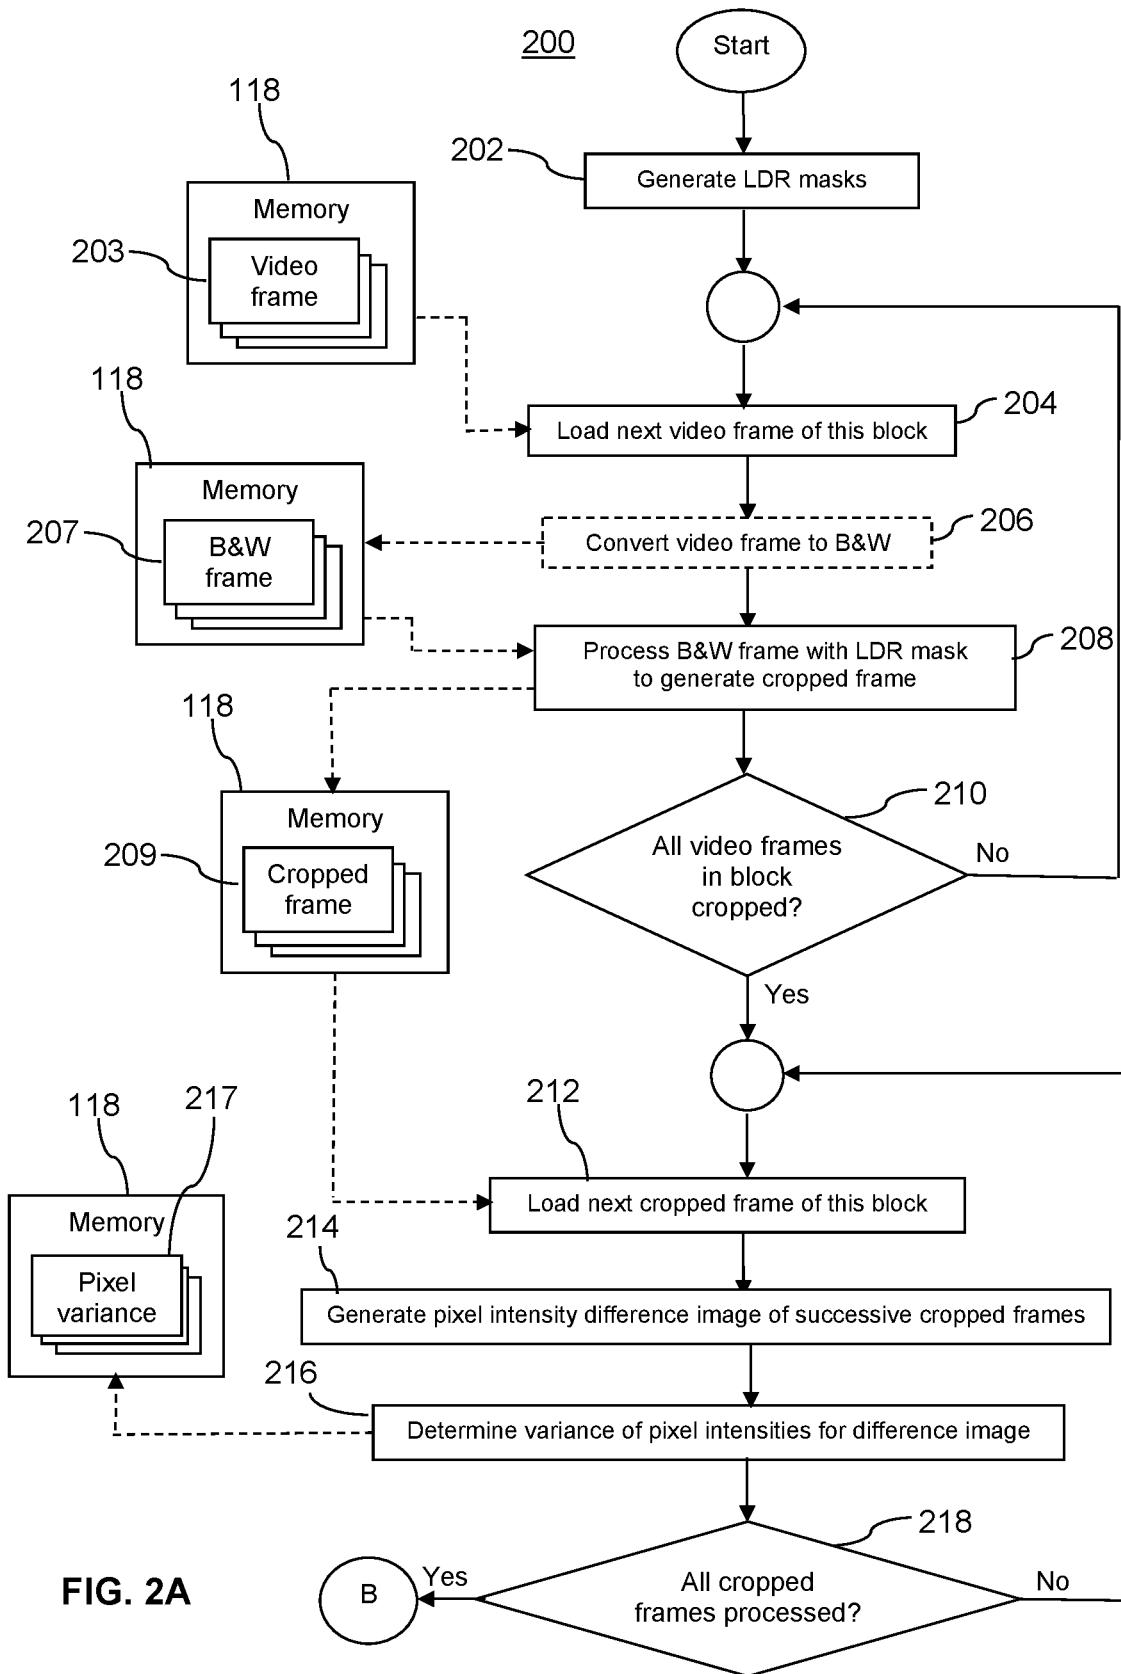 200
Start
118
202
Generate LDR masks
Memory
203
Video
frame
118
204
Load next video frame of this block
Memory
207
B&W
frame
206
Convert video frame to B&W
Process B&W frame with LDR mask
to generate cropped frame
208
118
Memory
209
Cropped
frame
210
All video frames
in block
cropped?
No
Yes
212
118
217
Load next cropped frame of this block
Memory
Pixel
variance
214
Generate pixel intensity difference image of successive cropped frames
216
Determine variance of pixel intensities for difference image
218
All cropped
frames processed?
No
Yes
B
FIG. 2A